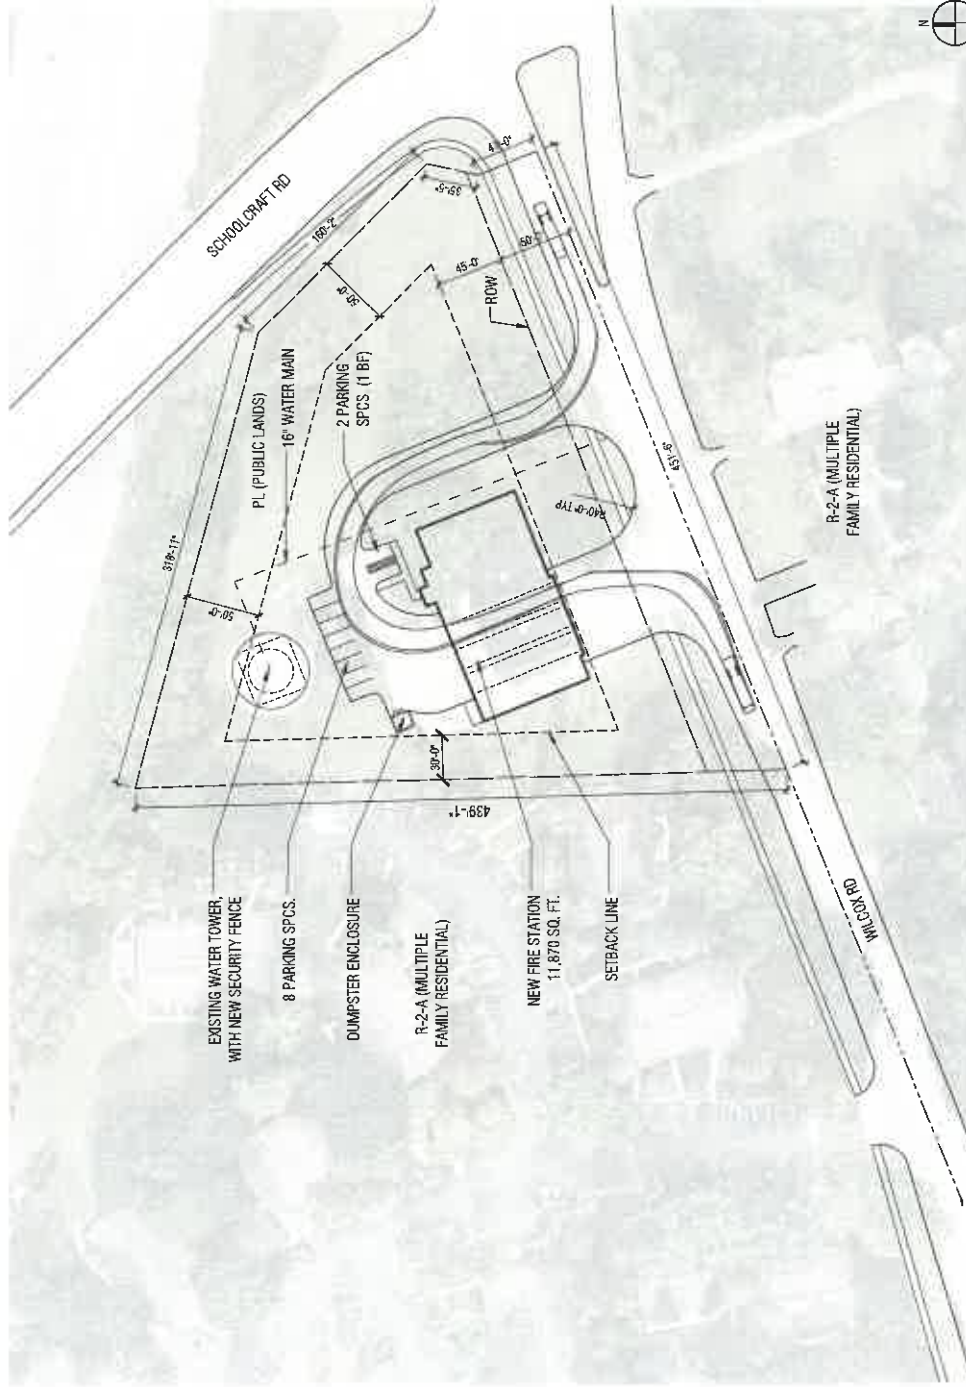 N
SCHOOLCRAFT RD
160'-2"
35'-5"
50'-0"
45'-0"
ROW
PL (PUBLIC LANDS)
16" WATER MAIN
2 PARKING
SPCS. (1 BF)
318'-11"
50'-0"
R40'-0" TYP
451'-6"
R-2-A (MULTIPLE
FAMILY RESIDENTIAL)
30'-0"
439'-1"
EXISTING WATER TOWER,
WITH NEW SECURITY FENCE
8 PARKING SPCS.
DUMPSTER ENCLOSURE
R-2-A (MULTIPLE
FAMILY RESIDENTIAL)
NEW FIRE STATION
11,870 SQ. FT.
SETBACK LINE
WILCOX RD